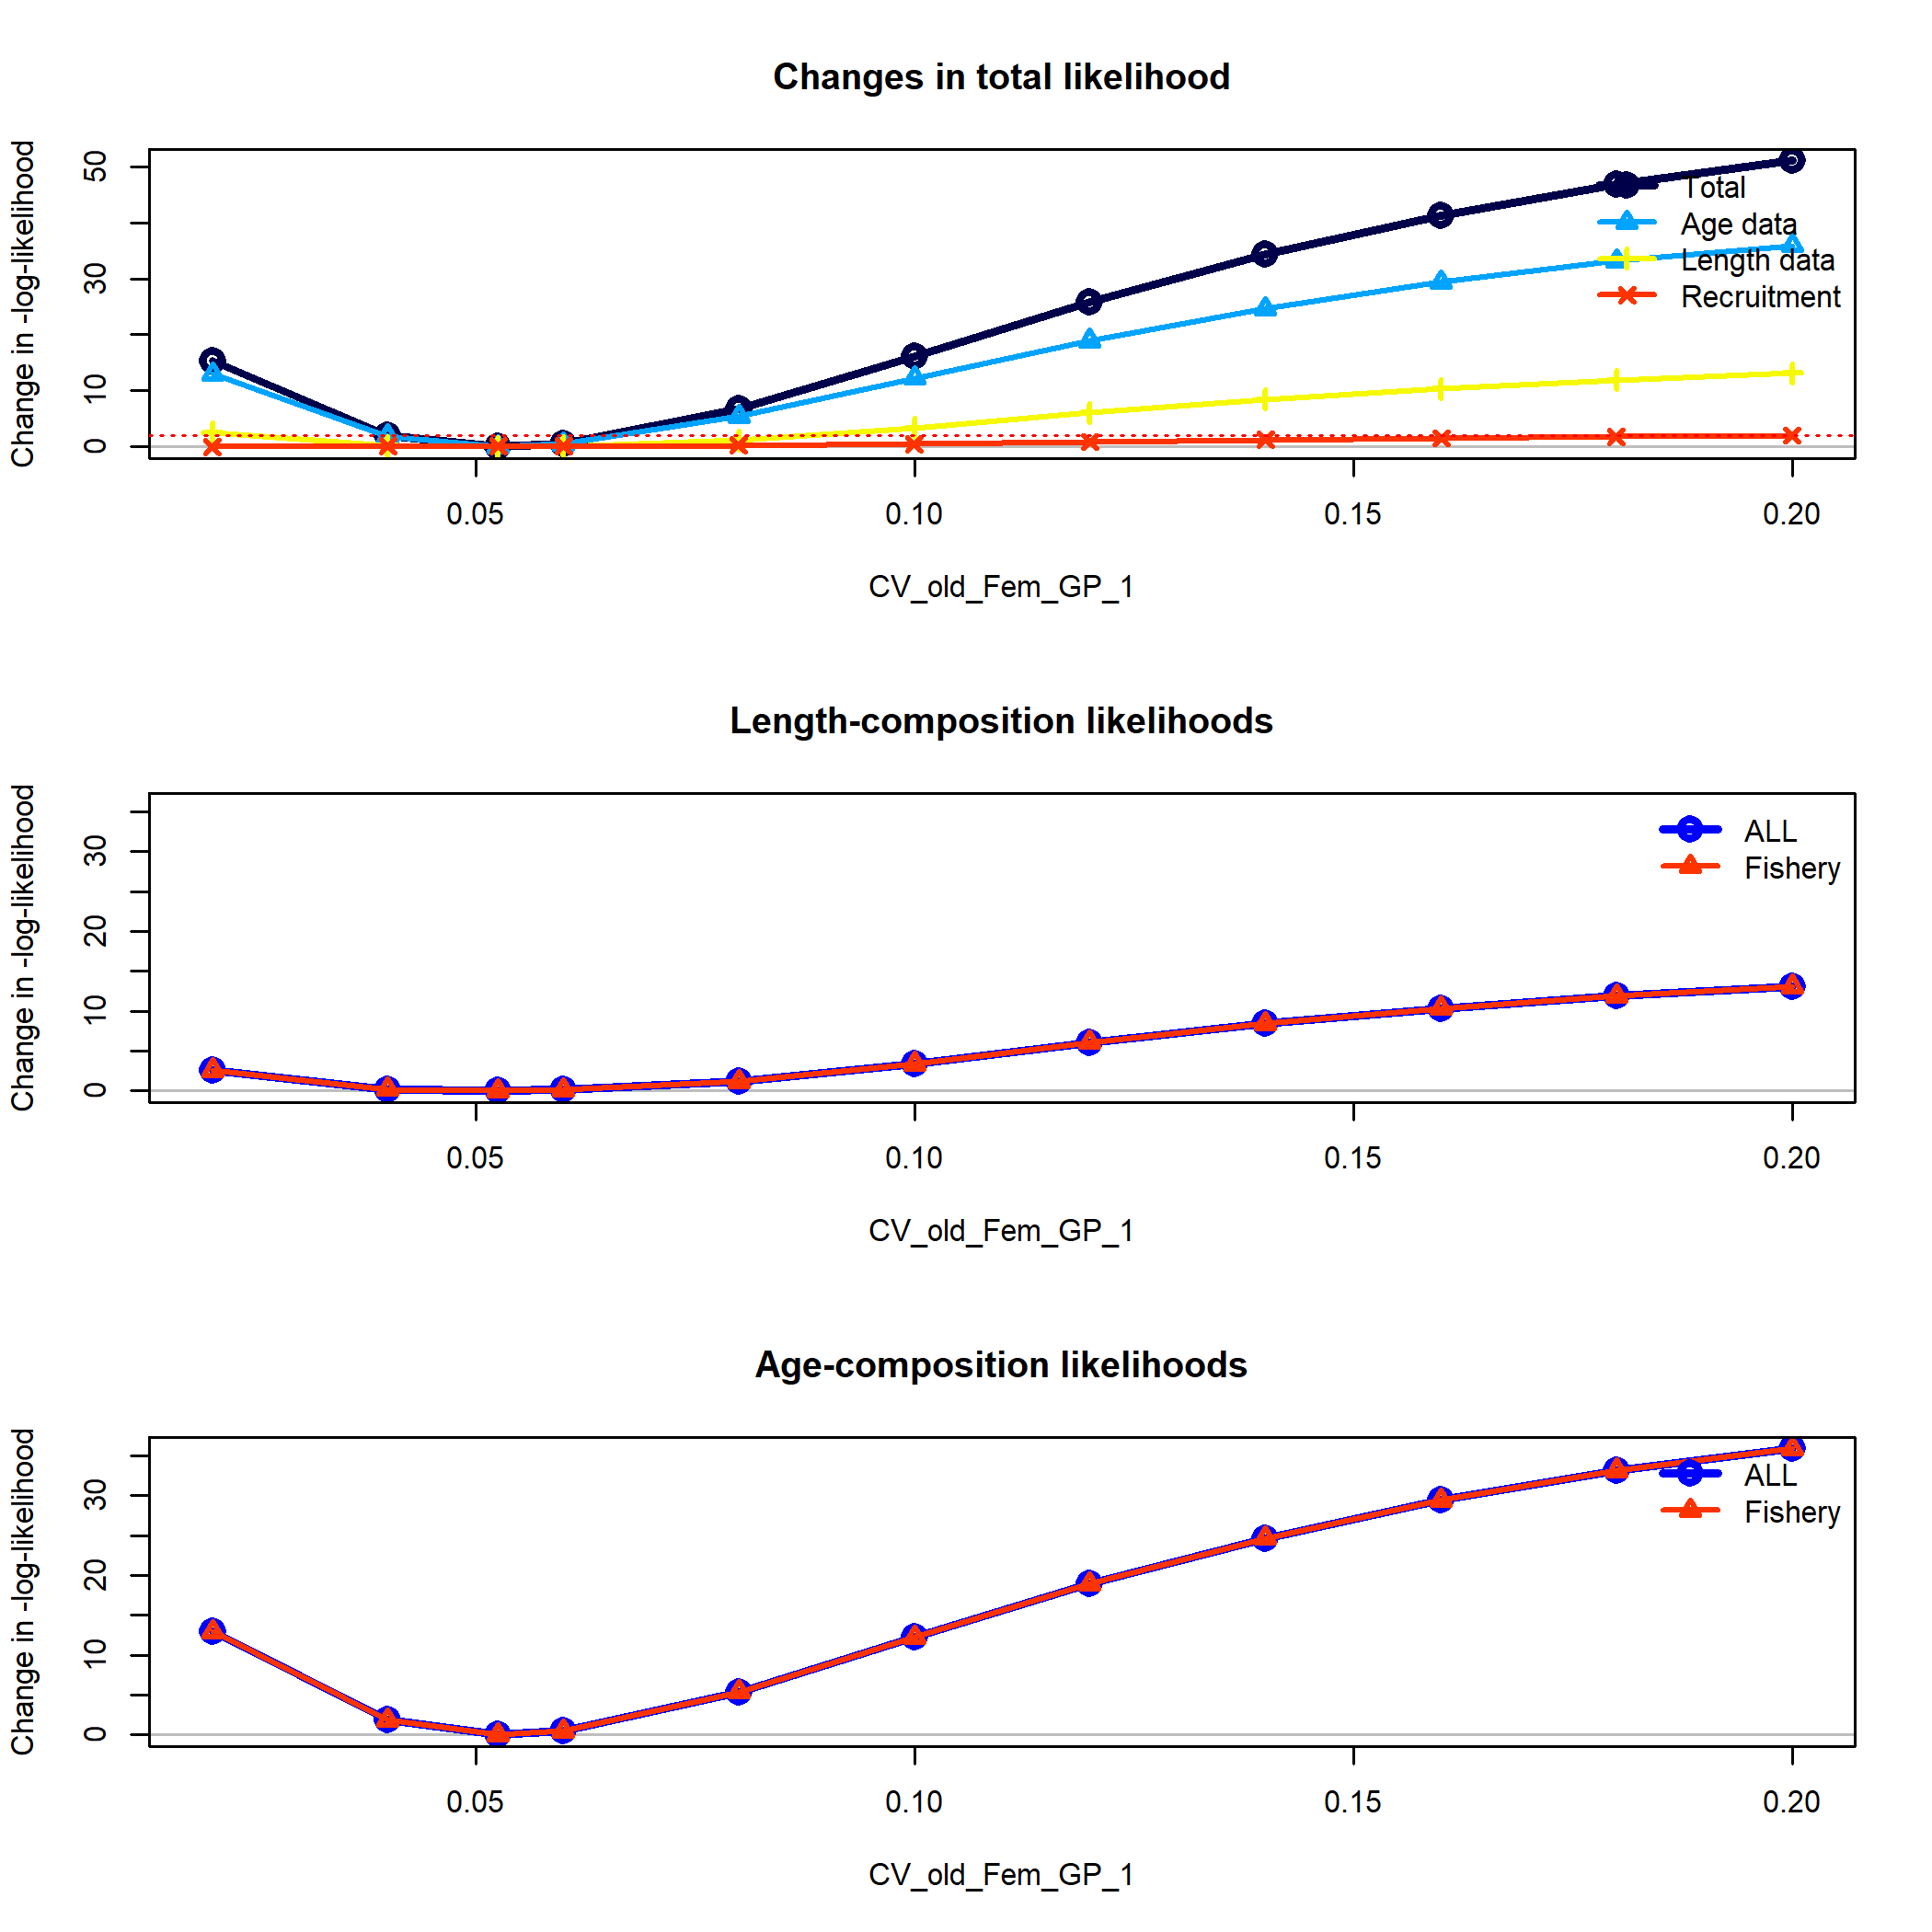 Changes in total likelihood
Change in -log-likelihood
50
30
10
0
Total
Age data
Length data
Recruitment
0.05 0.10 0.15 0.20
CV_old_Fem_GP_1
Length-composition likelihoods
Change in -log-likelihood
30
20
10
0
ALL
Fishery
0.05 0.10 0.15 0.20
CV_old_Fem_GP_1
Age-composition likelihoods
Change in -log-likelihood
30
20
10
0
ALL
Fishery
0.05 0.10 0.15 0.20
CV_old_Fem_GP_1